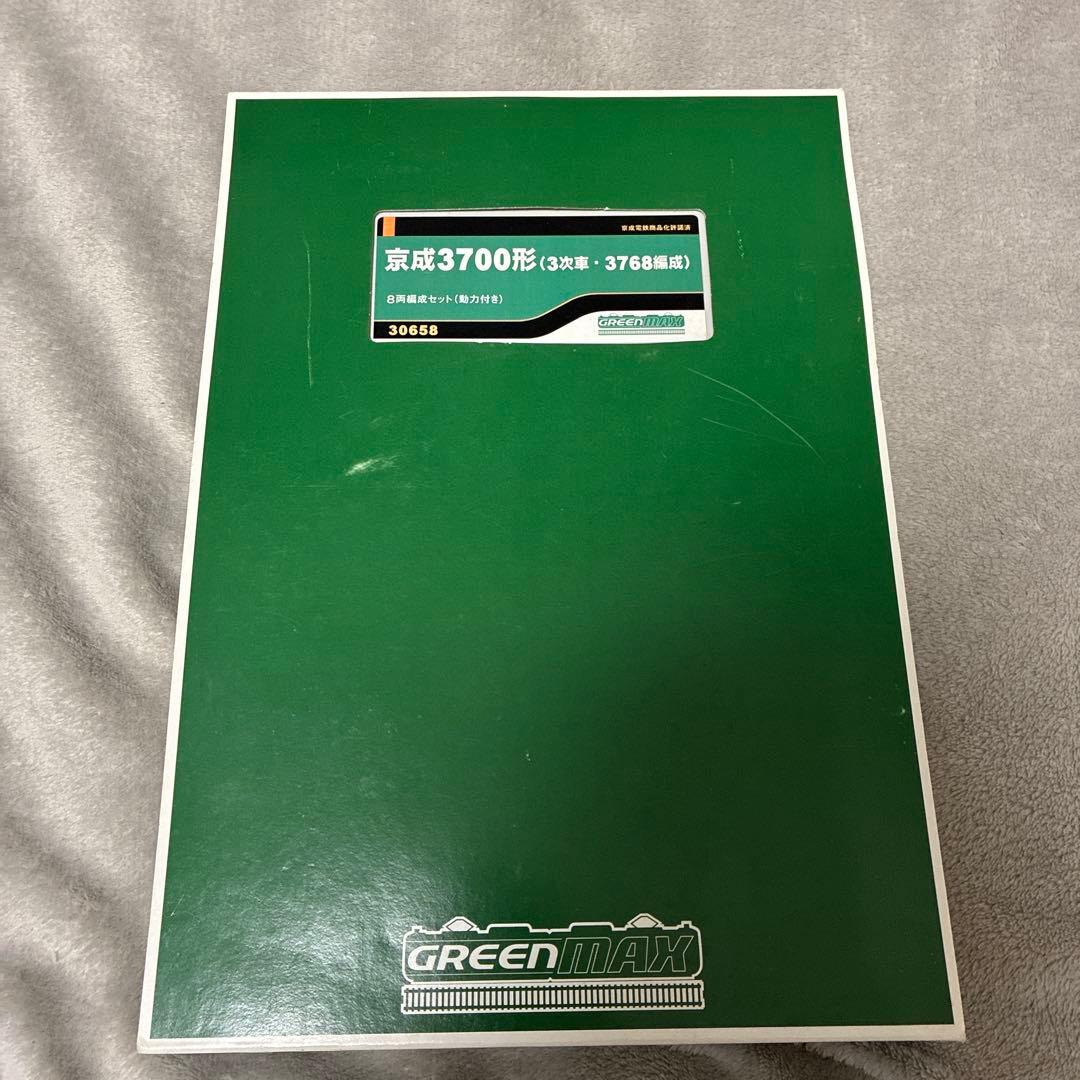 京成電鉄商品化許諾済
京成3700形(3次車・3768編成)
8両編成セット(動力付き)
30658
GREENMAX
GREENMAX